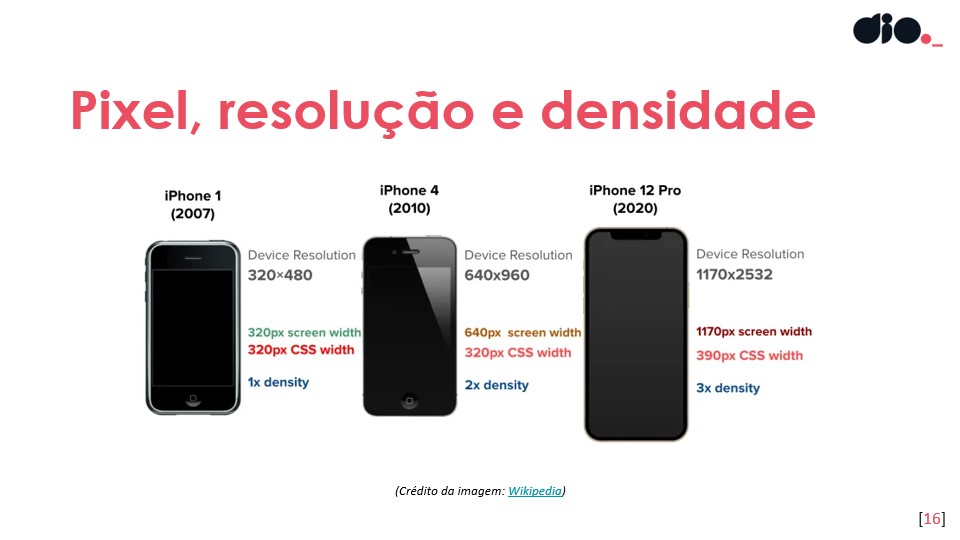 dio._
Pixel, resolução e densidade
iPhone 1
(2007)
Device Resolution
320×480
320px screen width
320px CSS width
1x density
iPhone 4
(2010)
Device Resolution
640x960
640px screen width
320px CSS width
2x density
iPhone 12 Pro
(2020)
Device Resolution
1170x2532
1170px screen width
390px CSS width
3x density
(Crédito da imagem: Wikipedia)
[16]